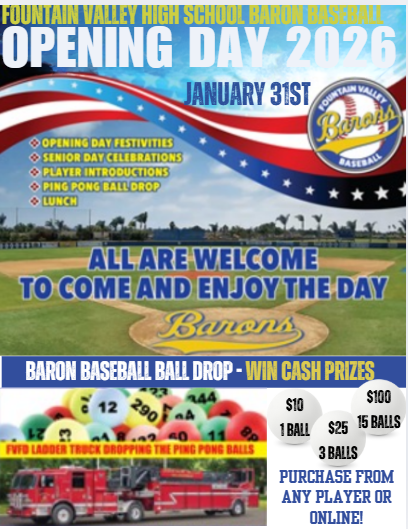 FOUNTAIN VALLEY HIGH SCHOOL BARON BASEBALL
OPENING DAY 2026
JANUARY 31ST
FOUNTAIN VALLEY
Barons
BASEBALL
❖ OPENING DAY FESTIVITIES
❖ SENIOR DAY CELEBRATIONS
❖ PLAYER INTRODUCTIONS
❖ PING PONG BALL DROP
❖ LUNCH
ALL ARE WELCOME
TO COME AND ENJOY THE DAY
Barons
BARON BASEBALL BALL DROP - WIN CASH PRIZES
12
290
344
FVFD LADDER TRUCK DROPPING THE PING PONG BALLS
$10
1 BALL
$25
3 BALLS
$100
15 BALLS
PURCHASE FROM
ANY PLAYER OR
ONLINE!